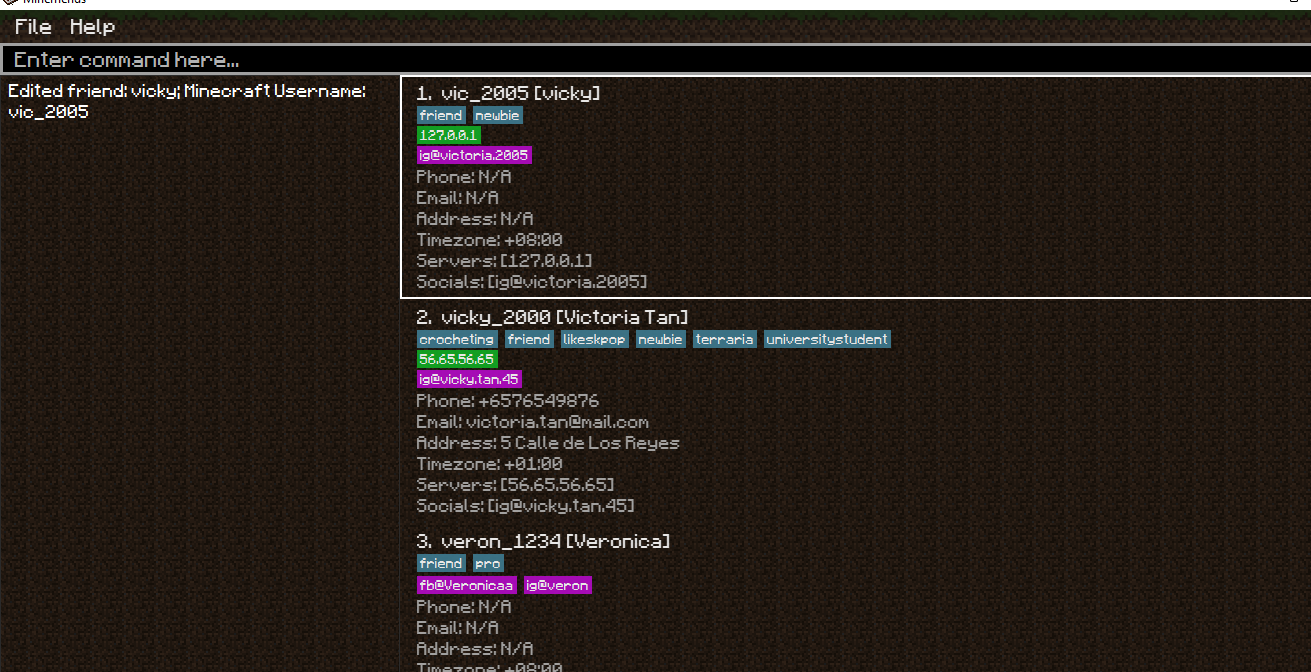 File Help
Enter command here...
Edited friend: vicky; Minecraft Username:
vic_2005
1. vic_2005 [vicky]
friend newbie
127.0.0.1
ig@victoria.2005
Phone: N/A
Email: N/A
Address: N/A
Timezone: +08:00
Servers: [127.0.0.1]
Socials: [ig@victoria.2005]
2. vicky_2000 [Victoria Tan]
crocheting friend likeskpop newbie terraria universitystudent
56.65.56.65
ig@vicky.tan.45
Phone: +6576549876
Email: victoria.tan@mail.com
Address: 5 Calle de Los Reyes
Timezone: +01:00
Servers: [56.65.56.65]
Socials: [ig@vicky.tan.45]
3. veron_1234 [Veronica]
friend pro
fb@Veronicaa ig@veron
Phone: N/A
Email: N/A
Address: N/A
Timezone: +08:00